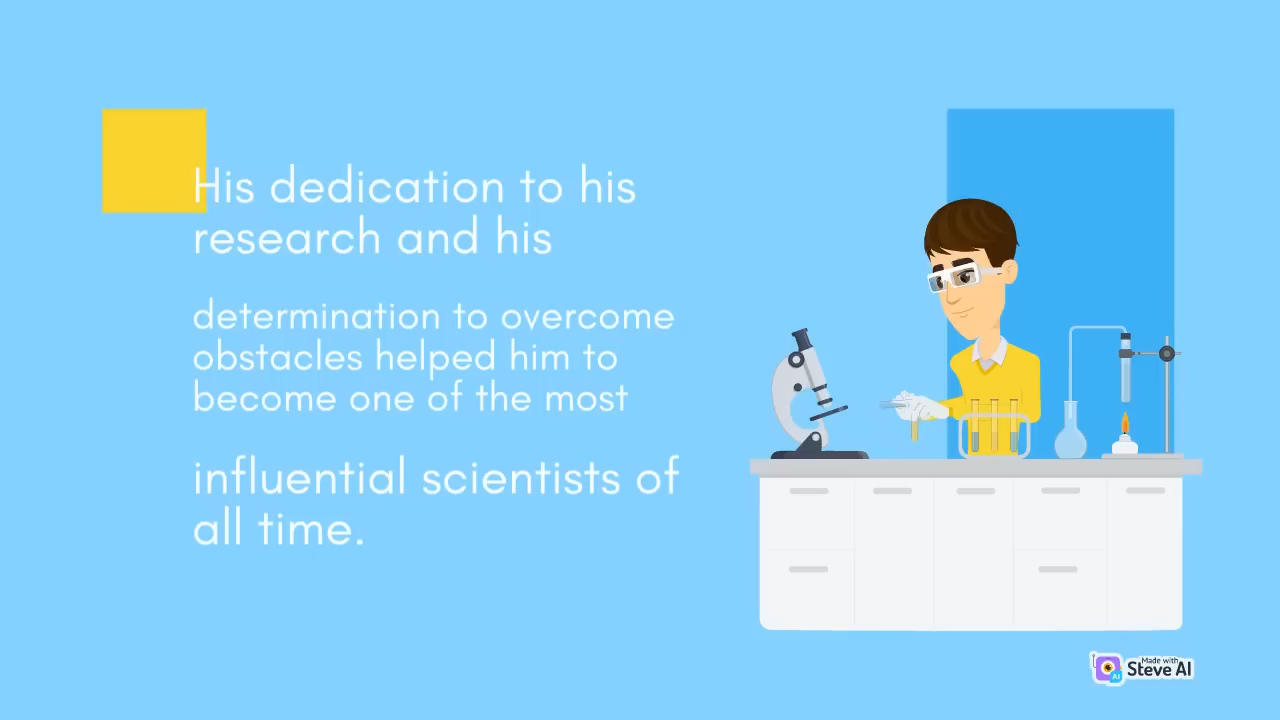 His dedication to his
research and his
determination to overcome
obstacles helped him to
become one of the most
influential scientists of
all time.
Made with
Steve AI
AI